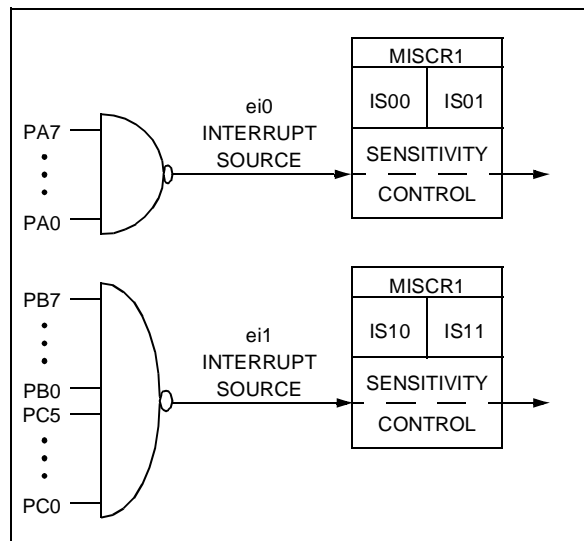 MISCR1
IS00 IS01
ei0
INTERRUPT
SOURCE
SENSITIVITY
CONTROL
PA7
PA0
MISCR1
IS10 IS11
ei1
INTERRUPT
SOURCE
SENSITIVITY
CONTROL
PB7
PB0
PC5
PC0